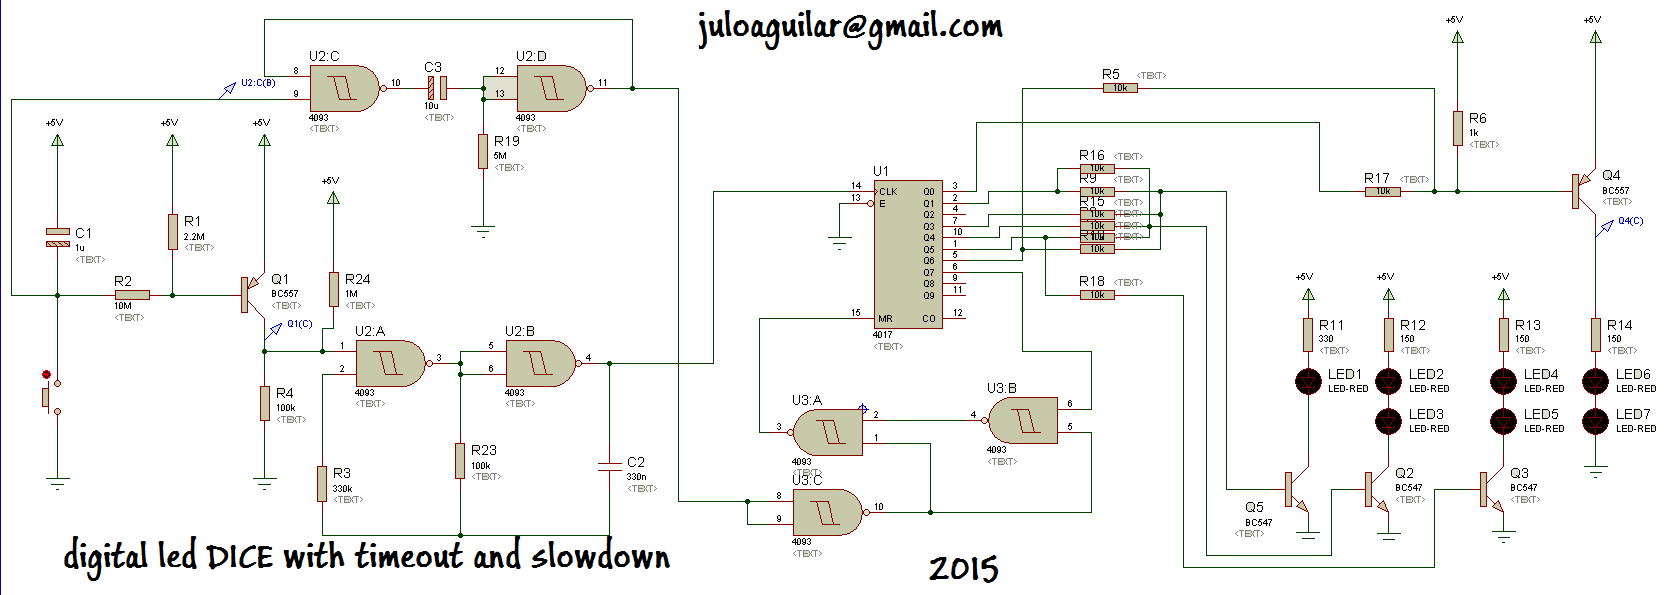 juloaguilar@gmail.com
+5V
+5V
U2:C
8
9
10
4093
<TEXT>
U2:C(B)
C3
10u
<TEXT>
U2:D
12
13
11
4093
<TEXT>
R19
5M
<TEXT>
+5V
+5V
+5V
+5V
C1
1u
<TEXT>
R1
2.2M
<TEXT>
R2
10M
<TEXT>
Q1
BC557
<TEXT>
Q1(C)
R24
1M
<TEXT>
R4
100k
<TEXT>
U2:A
1
2
3
4093
<TEXT>
U2:B
5
6
4
4093
<TEXT>
R3
330k
<TEXT>
R23
100k
<TEXT>
C2
330n
<TEXT>
R5
<TEXT>
10k
R6
1k
<TEXT>
R16
<TEXT>
10k
R9
10k
R15
10k
10k
10k
U1
14
CLK
13
E
15
MR
Q0
3
Q1
2
Q2
4
Q3
7
Q4
10
Q5
1
Q6
5
Q7
6
Q8
9
Q9
11
CO
12
4017
<TEXT>
R17
<TEXT>
10k
Q4
BC557
<TEXT>
Q4(C)
R18
<TEXT>
10k
+5V
+5V
+5V
R11
330
<TEXT>
R12
150
<TEXT>
R13
150
<TEXT>
R14
150
<TEXT>
LED1
LED-RED
LED2
LED-RED
LED4
LED-RED
LED6
LED-RED
LED3
LED-RED
LED5
LED-RED
LED7
LED-RED
U3:A
3
2
1
4093
<TEXT>
U3:B
4
6
5
4093
<TEXT>
U3:C
8
9
10
4093
<TEXT>
Q5
BC547
<TEXT>
Q2
BC547
<TEXT>
Q3
BC547
<TEXT>
digital led DICE with timeout and slowdown
2015